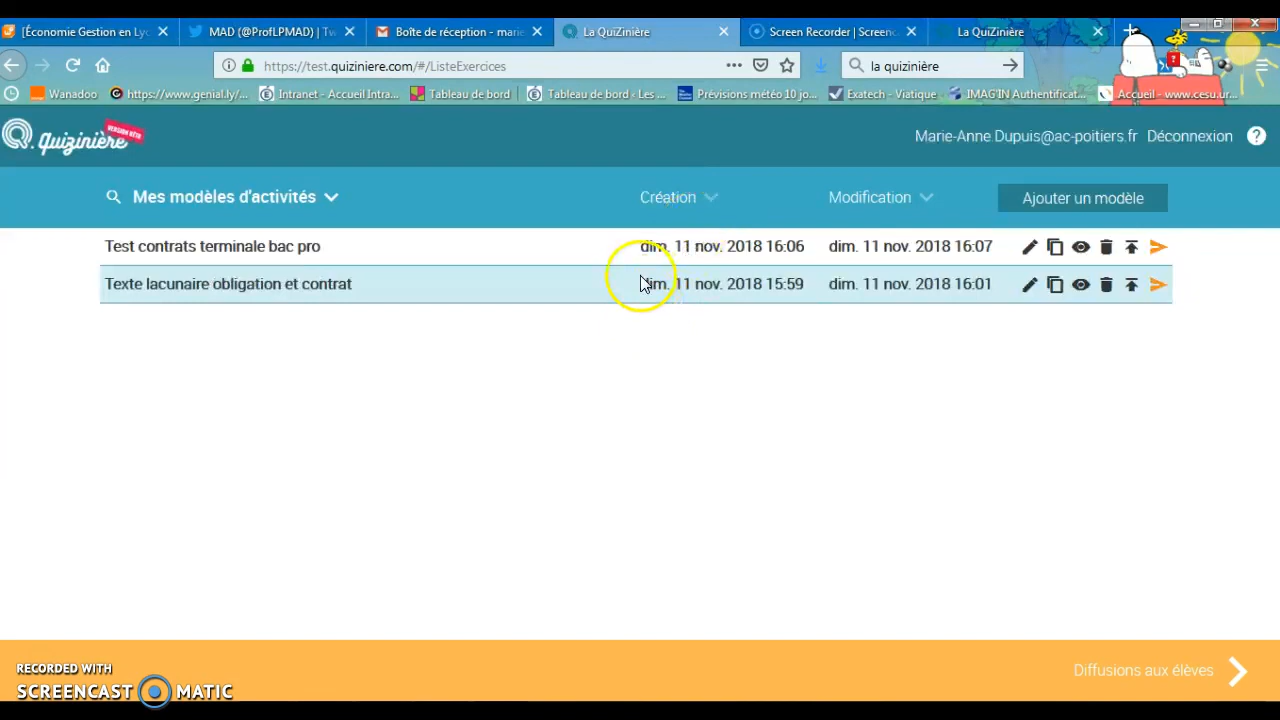 [Économie Gestion en Lyc
MAD (@ProfLPMAD) | Tw
Boîte de réception - marie
La QuiZinière
Screen Recorder | Screenc
La QuiZinière
https://test.quiziniere.com/#/ListeExercices
la quizinière
Wanadoo
https://www.genial.ly/...
Intranet - Accueil Intra...
Tableau de bord
Tableau de bord ‹ Les ...
Prévisions météo 10 jo...
Exatech - Viatique
IMAG'IN Authentificat...
Accueil - www.cesu.ur...
Q. Quizinière VERSION BÊTA
Marie-Anne.Dupuis@ac-poitiers.fr Déconnexion ?
Mes modèles d'activités Création Modification Ajouter un modèle
Test contrats terminale bac pro dim. 11 nov. 2018 16:06 dim. 11 nov. 2018 16:07
Texte lacunaire obligation et contrat dim. 11 nov. 2018 15:59 dim. 11 nov. 2018 16:01
Diffusions aux élèves
RECORDED WITH
SCREENCAST MATIC